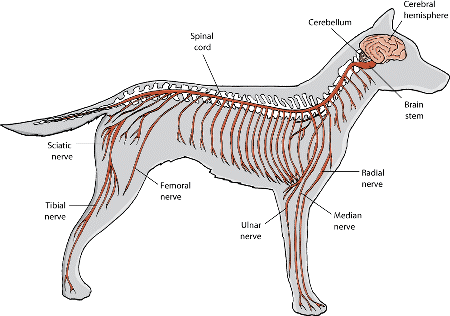 Cerebral
hemisphere
Cerebellum
Spinal
cord
Brain
stem
Sciatic
nerve
Radial
nerve
Femoral
nerve
Tibial
nerve
Median
nerve
Ulnar
nerve